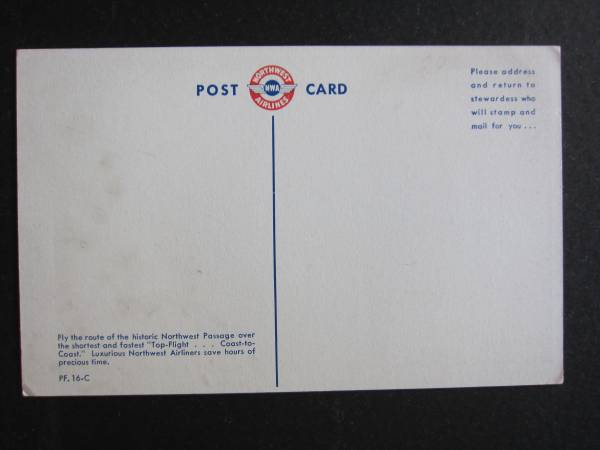 POST CARD
NORTHWEST
NWA
AIRLINES
Please address
and return to
stewardess who
will stamp and
mail for you...
Fly the route of the historic Northwest Passage over
the shortest and fastest "Top-Flight . . . Coast-to-
Coast." Luxurious Northwest Airliners save hours of
precious time.
PF. 16-C